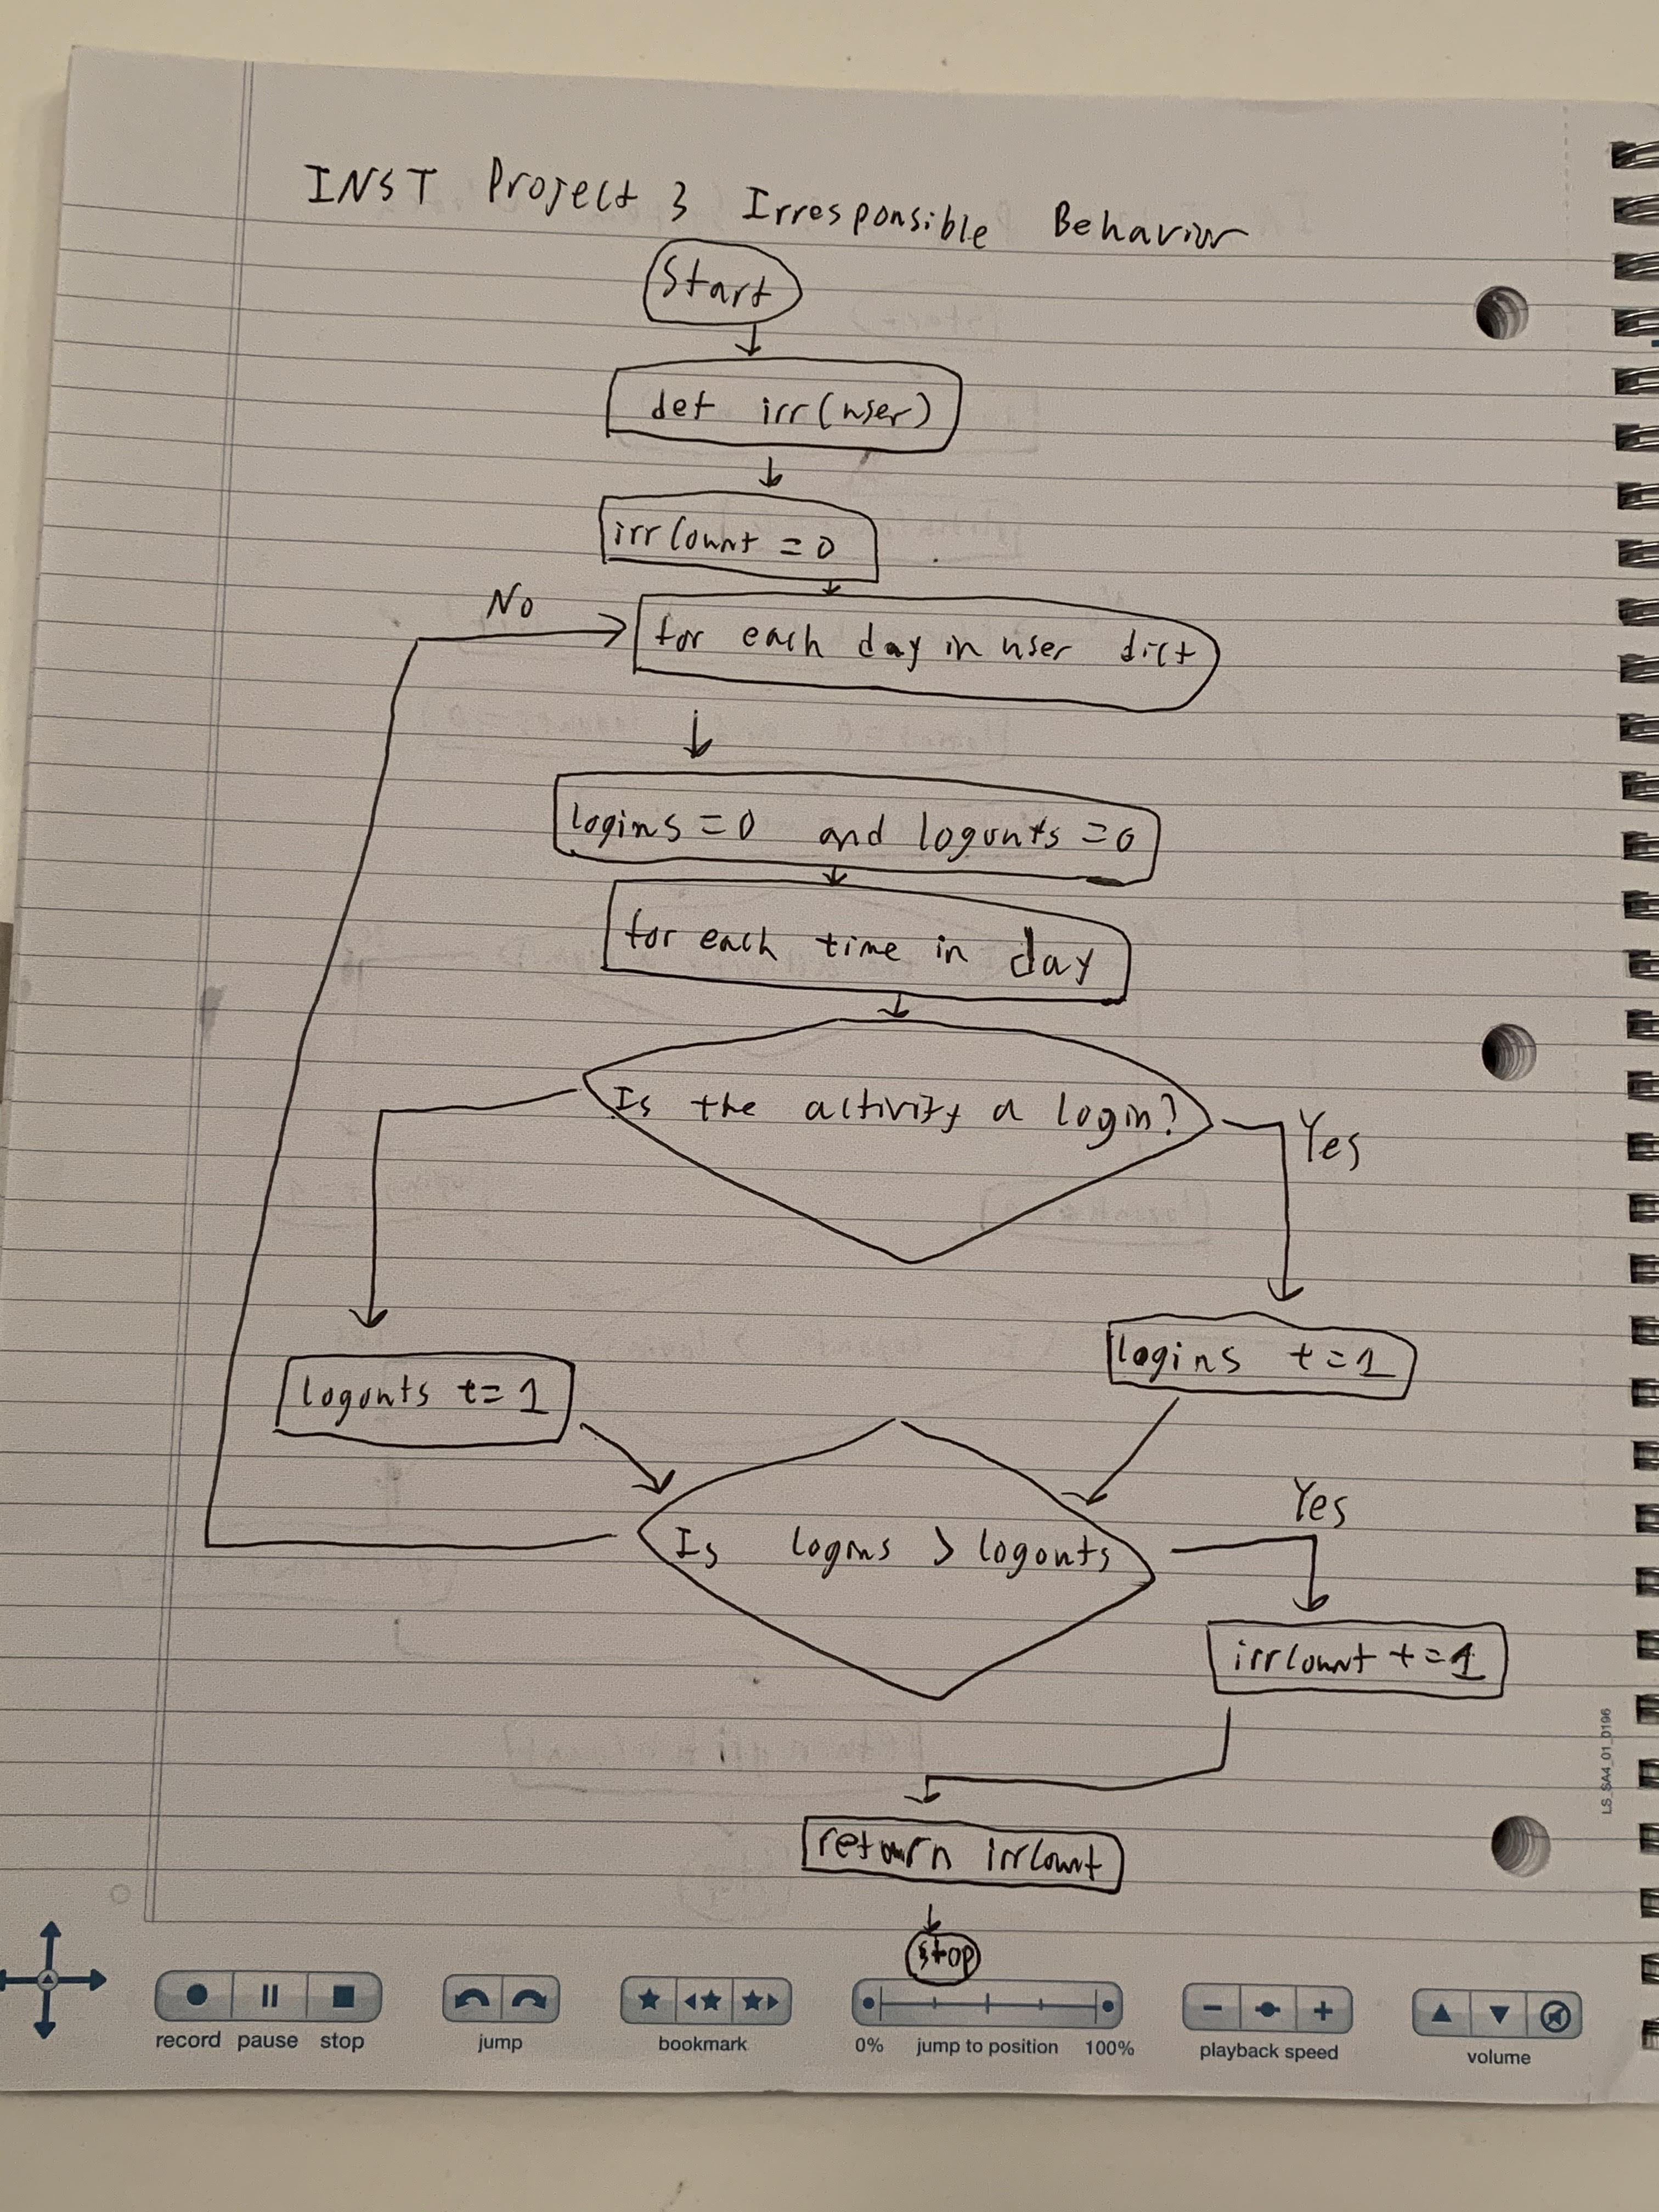 INST Project 3 Irresponsible Behavior
Start
def irr(user)
irrCount = 0
No
for each day in user dict
logins = 0 and logouts = 0
for each time in day
Is the activity a login?
Yes
logins += 1
logouts += 1
Yes
Is logins > logouts
irrCount += 1
return irrCount
stop
LS_SA4_01_0196
record pause stop jump bookmark 0% jump to position 100% playback speed volume